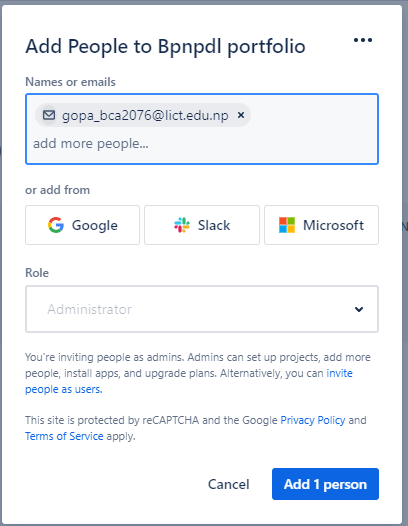 Add People to Bpnpdl portfolio
Names or emails
gopa_bca2076@lict.edu.np ×
add more people...
or add from
Google
Slack
Microsoft
Role
Administrator
You're inviting people as admins. Admins can set up projects, add more
people, install apps, and upgrade plans. Alternatively, you can invite
people as users.
This site is protected by reCAPTCHA and the Google Privacy Policy and
Terms of Service apply.
Cancel
Add 1 person